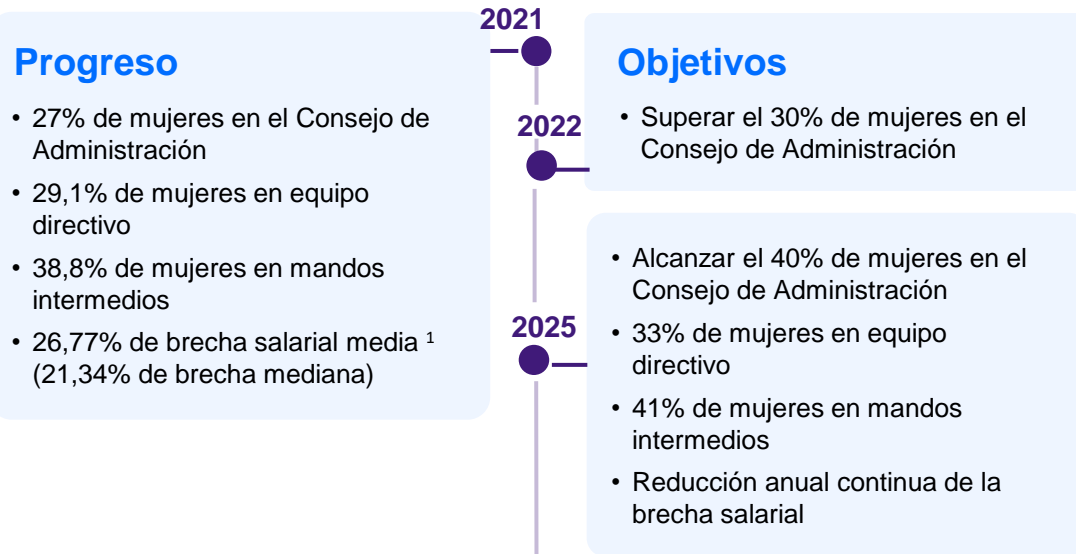 2021
Progreso
• 27% de mujeres en el Consejo de
Administración
• 29,1% de mujeres en equipo
directivo
• 38,8% de mujeres en mandos
intermedios
• 26,77% de brecha salarial media ¹
(21,34% de brecha mediana)
Objetivos
2022
• Superar el 30% de mujeres en el
Consejo de Administración
2025
• Alcanzar el 40% de mujeres en el
Consejo de Administración
• 33% de mujeres en equipo
directivo
• 41% de mujeres en mandos
intermedios
• Reducción anual continua de la
brecha salarial